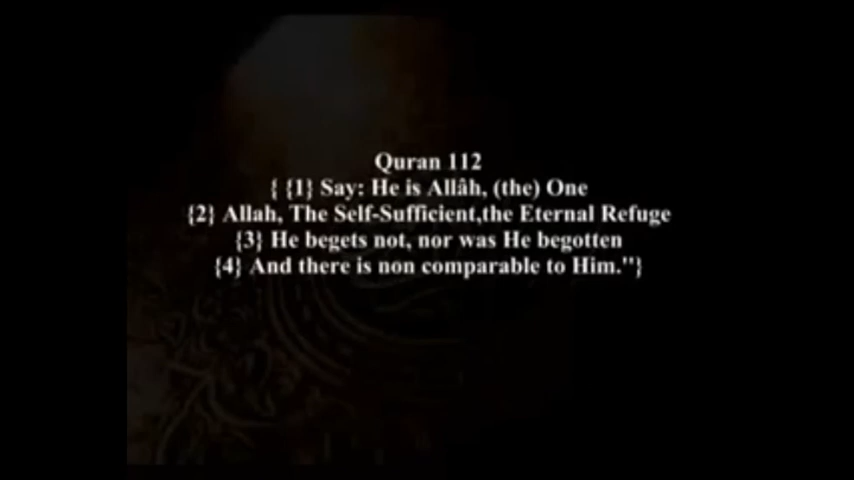 Quran 112
{ {1} Say: He is Allâh, (the) One
{2} Allah, The Self-Sufficient,the Eternal Refuge
{3} He begets not, nor was He begotten
{4} And there is non comparable to Him."}